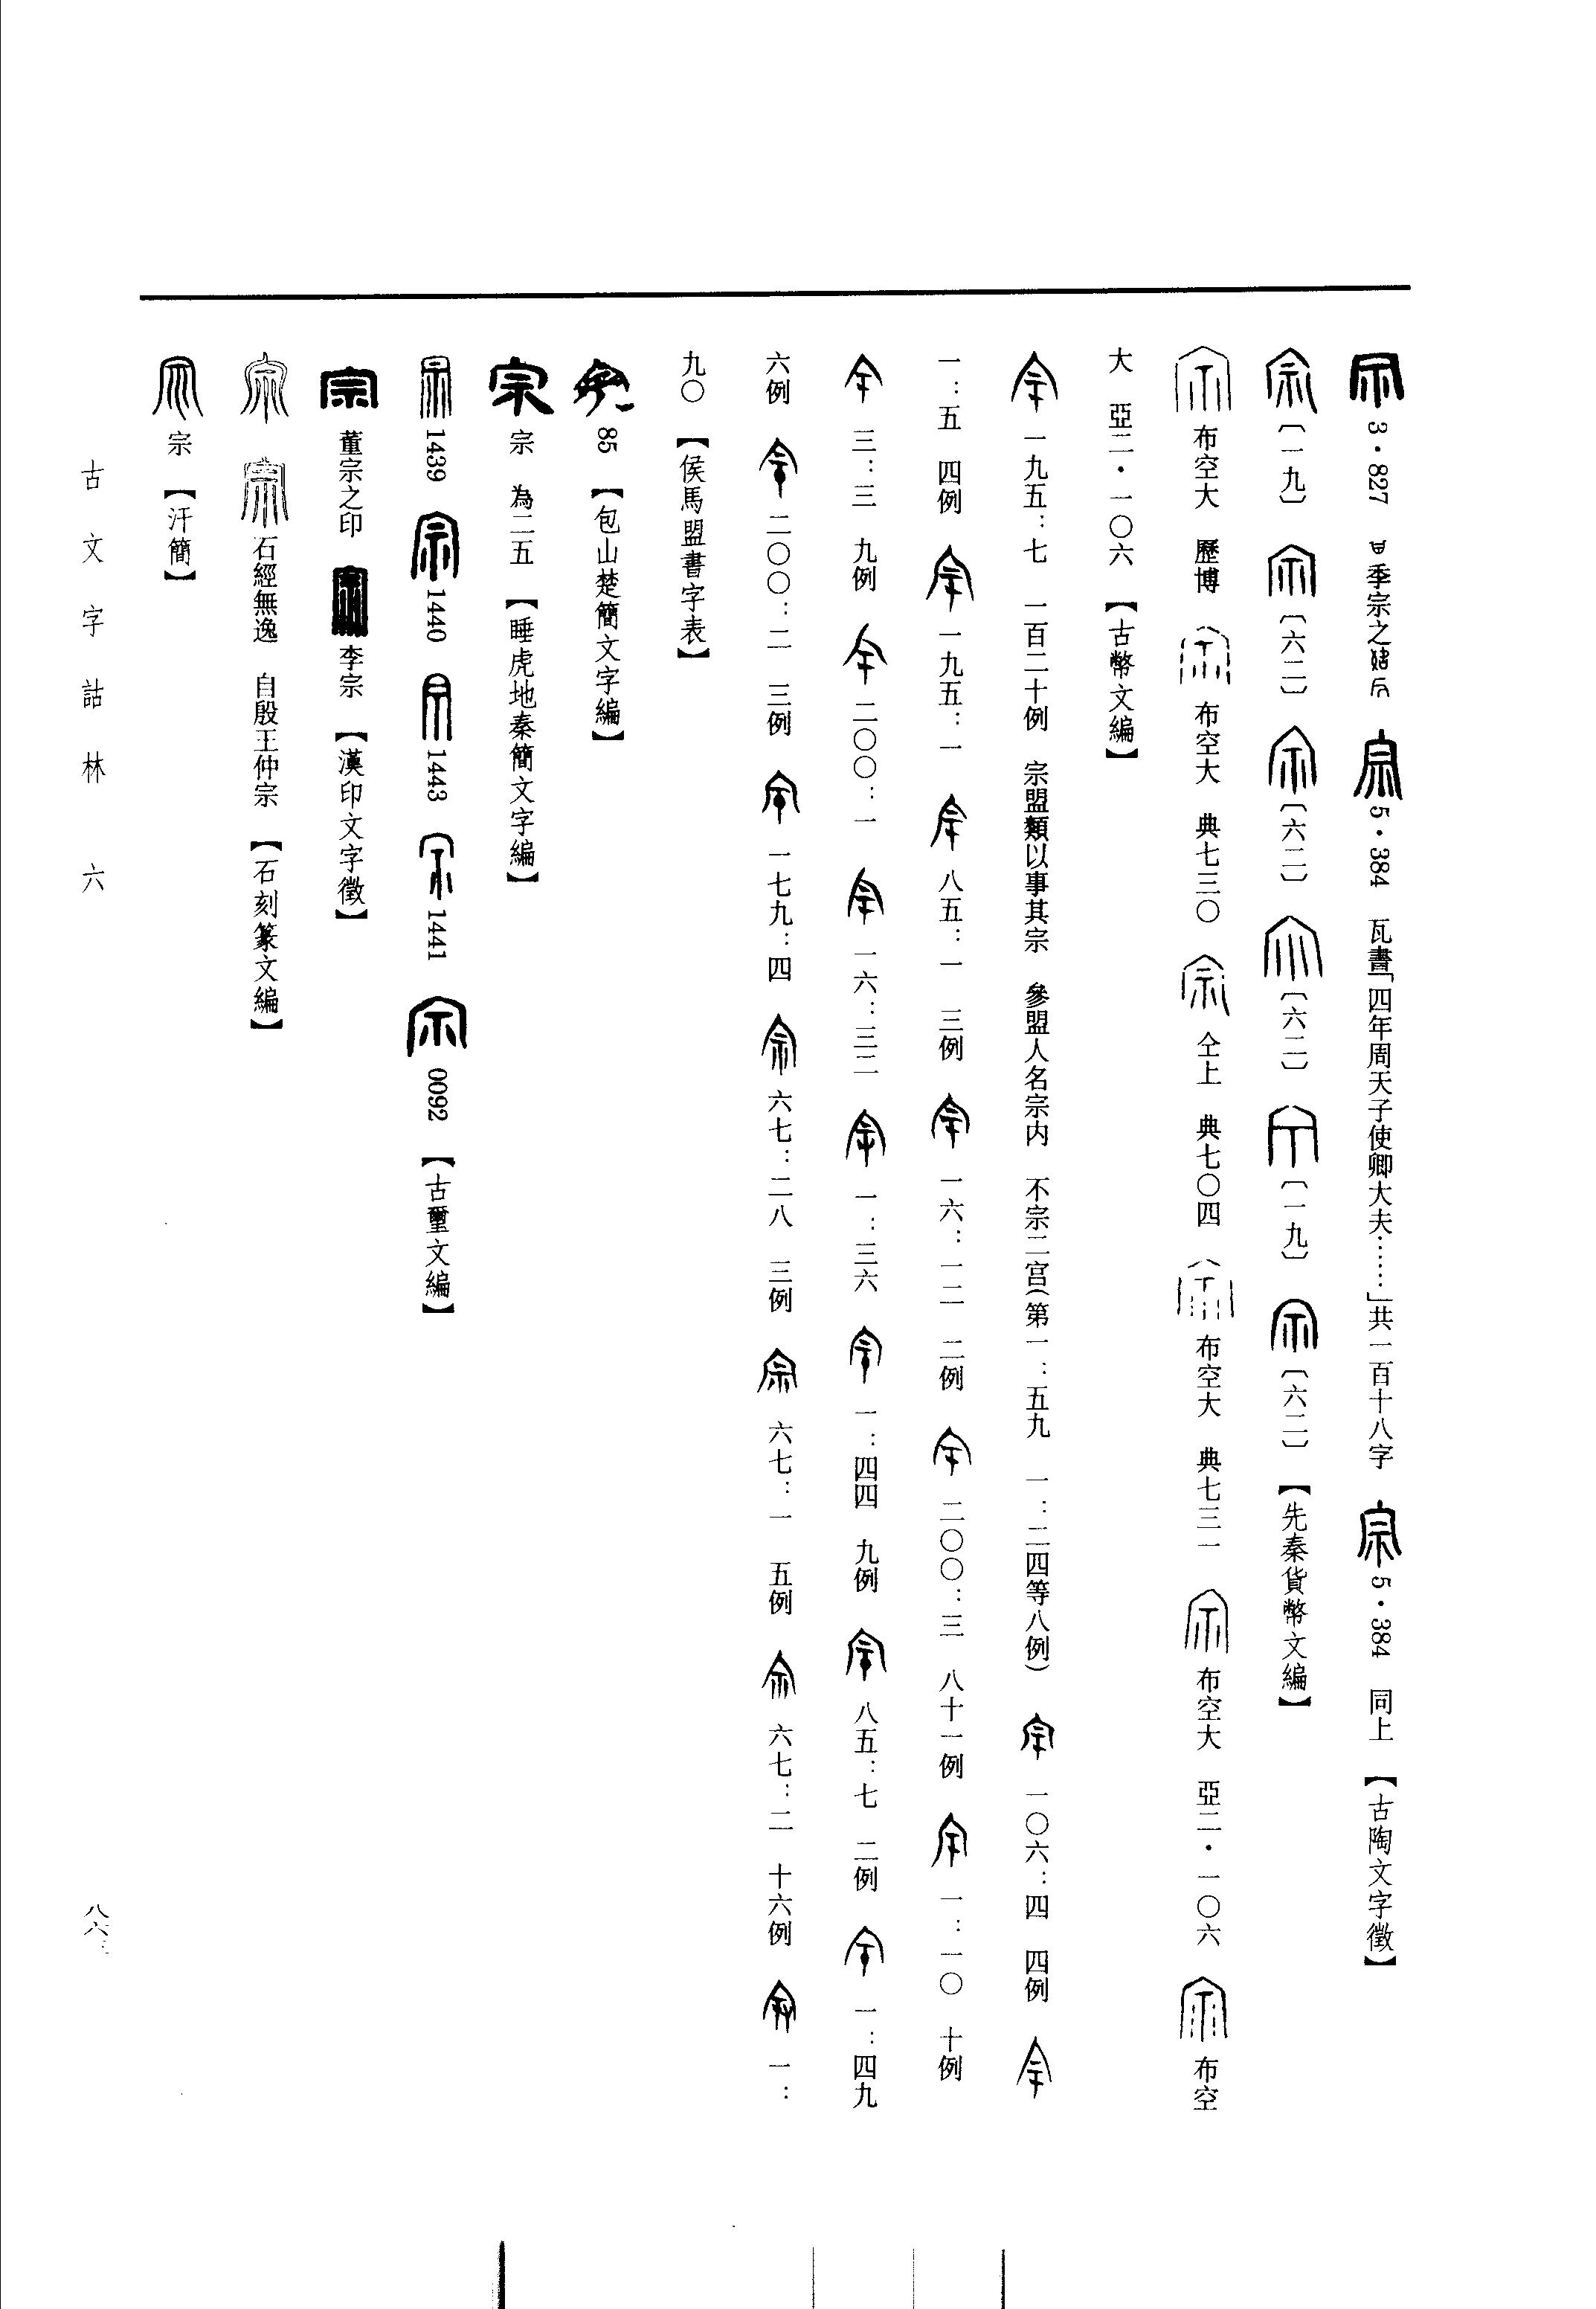 3·827 季宗之 5·384 瓦書「四年周天子使卿大夫……」共一百十八字 5·384 同上 【古陶文字徵】
〔一九〕 〔六二〕 〔六二〕 〔六二〕 〔一九〕 〔六二〕 【先秦貨幣文編】
布空大 歷博 布空大 典七三〇 仝上 典七〇四 布空大 典七三一 布空大 亞二·一〇六 布空
大 亞二·一〇六 【古幣文編】
一九五:七 一百二十例 宗盟類以事其宗 參盟人名宗内 不宗二宫(第一:五九 一:二四等八例) 一〇六:四 四例
一:五 四例 一九五:一 八五:一 三例 一六:一二 二例 二〇〇:三 八十一例 一:一〇 十例
三:三 九例 二〇〇:一 一六:三二 一:三六 一:四四 九例 八五:七 二例 一:四九
六例 二〇〇:二 三例 一七九:四 六七:二八 三例 六七:一 五例 六七:二 十六例 一:
九〇 【侯馬盟書字表】
85 【包山楚簡文字編】
宗 為二五 【睡虎地秦簡文字編】
1439 1440 1443 1441 0092 【古璽文編】
董宗之印 李宗 【漢印文字徵】
石經無逸 自殷王仲宗 【石刻篆文編】
宗 【汗簡】
古文字詁林 六